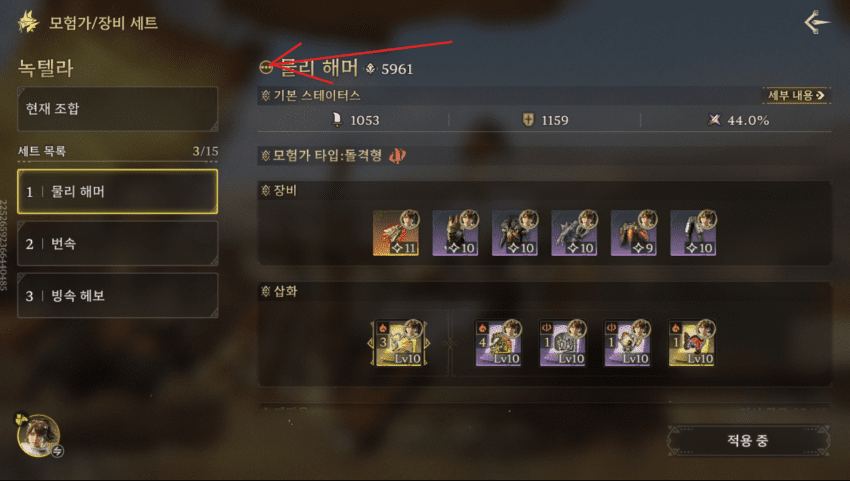 모험가/장비 세트
녹텔라
현재 조합
세트 목록 3/15
1 물리 해머
2 번속
3 빙속 헤보
물리 해머 5961
기본 스테이터스 세부 내용
1053 1159 44.0%
모험가 타입:돌격형
장비
11 10 10 10 9 10
삽화
3 4 1 1 1
Lv10 Lv10 Lv10 Lv10 Lv10
적용 중